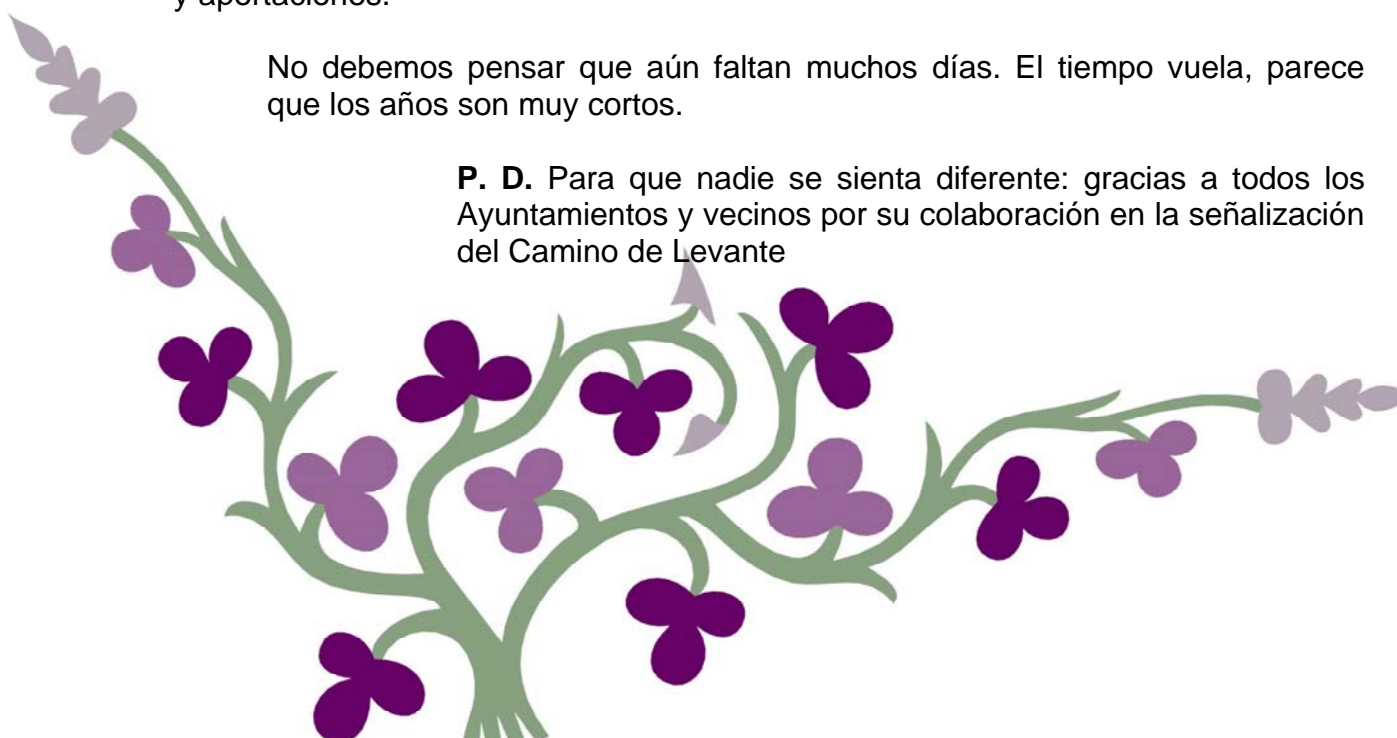 y aportaciones.
No debemos pensar que aún faltan muchos días. El tiempo vuela, parece
que los años son muy cortos.
P. D. Para que nadie se sienta diferente: gracias a todos los
Ayuntamientos y vecinos por su colaboración en la señalización
del Camino de Levante